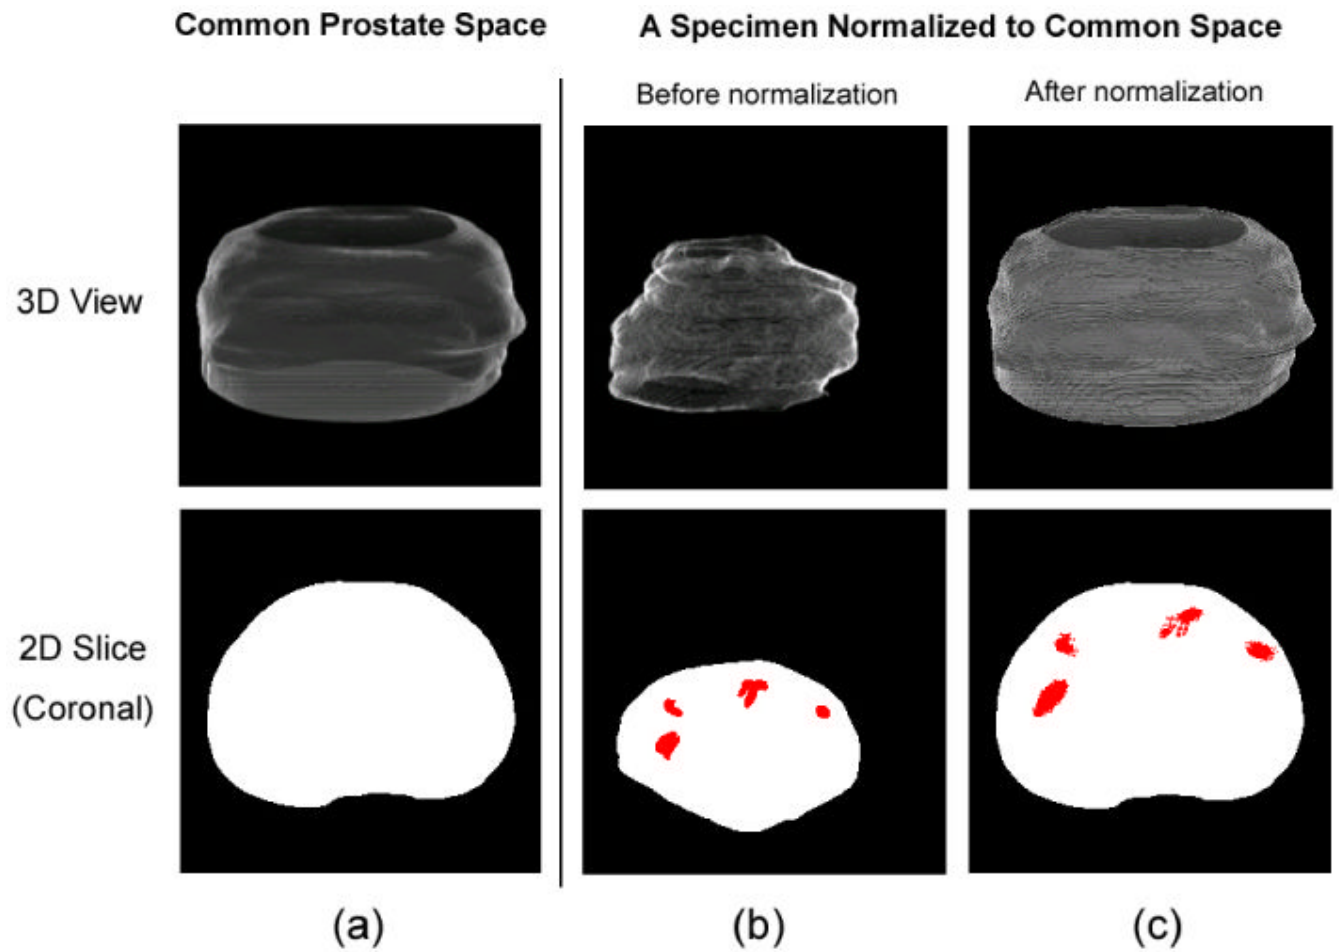 Common Prostate Space
A Specimen Normalized to Common Space
Before normalization
After normalization
3D View
2D Slice
(Coronal)
(a)
(b)
(c)